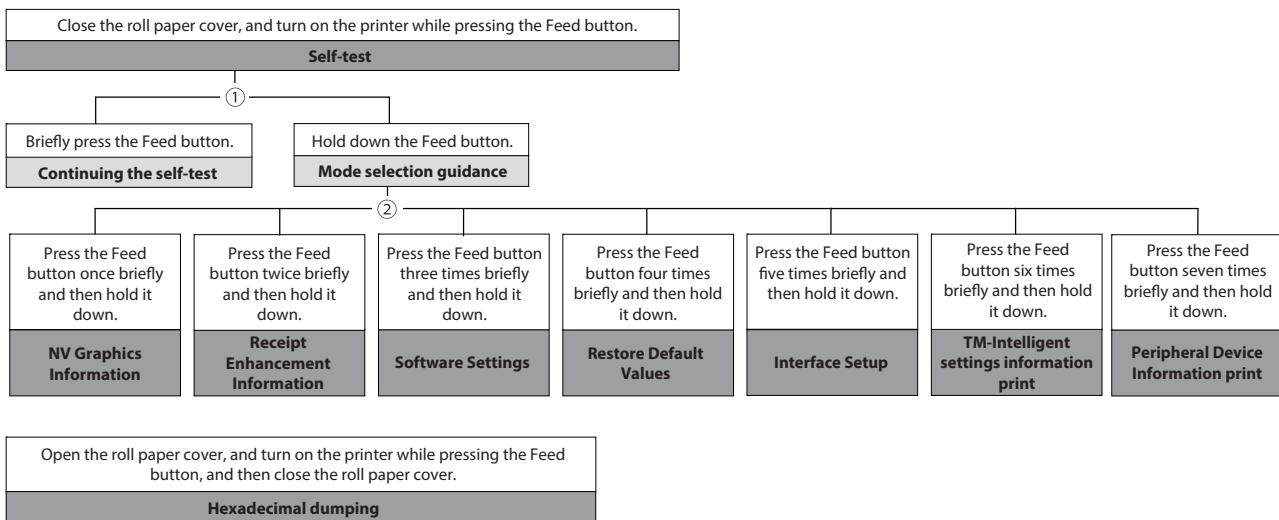 Close the roll paper cover, and turn on the printer while pressing the Feed button.
Self-test
①
Briefly press the Feed button.
Continuing the self-test
Hold down the Feed button.
Mode selection guidance
②
Press the Feed
button once briefly
and then hold it
down.
NV Graphics
Information
Press the Feed
button twice briefly
and then hold it
down.
Receipt
Enhancement
Information
Press the Feed button
three times briefly
and then hold it
down.
Software Settings
Press the Feed
button four times
briefly and then hold
it down.
Restore Default
Values
Press the Feed button
five times briefly and
then hold it down.
Interface Setup
Press the Feed
button six times
briefly and then hold
it down.
TM-Intelligent
settings information
print
Press the Feed
button seven times
briefly and then hold
it down.
Peripheral Device
Information print
Open the roll paper cover, and turn on the printer while pressing the Feed
button, and then close the roll paper cover.
Hexadecimal dumping